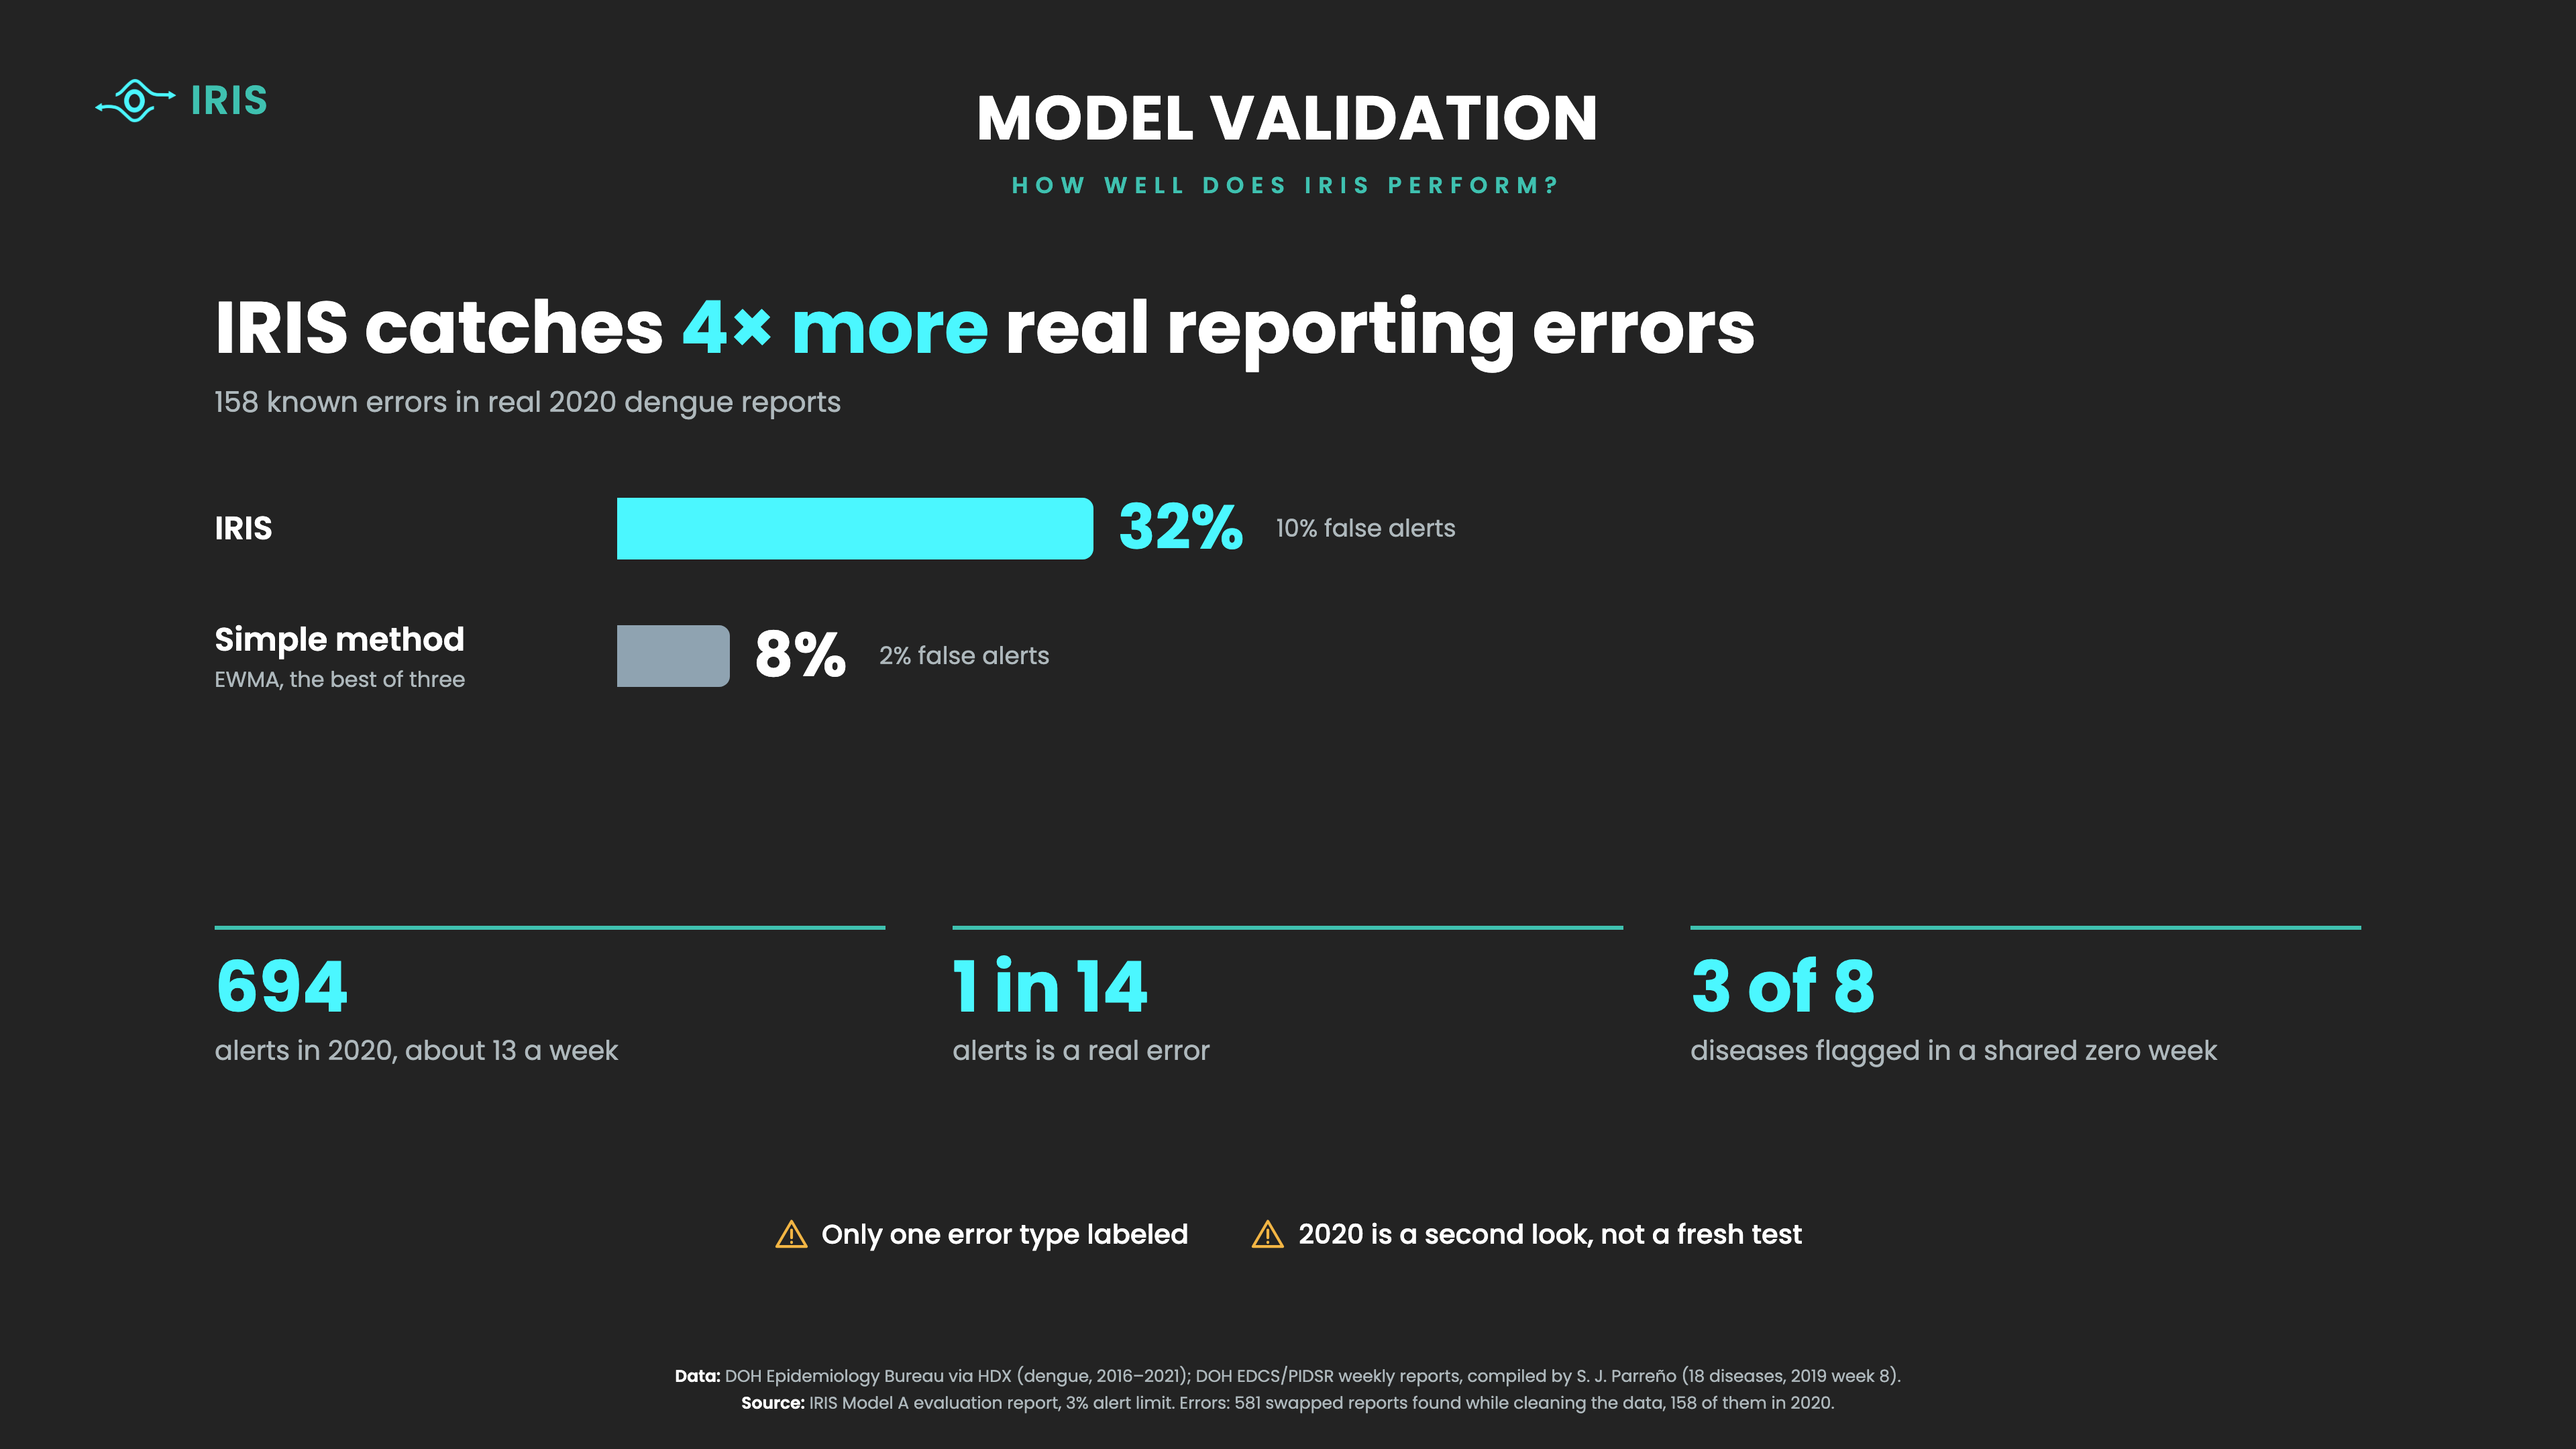 IRIS
MODEL VALIDATION
HOW WELL DOES IRIS PERFORM?
IRIS catches 4× more real reporting errors
158 known errors in real 2020 dengue reports
IRIS
32%
10% false alerts
Simple method
EWMA, the best of three
8%
2% false alerts
694
alerts in 2020, about 13 a week
1 in 14
alerts is a real error
3 of 8
diseases flagged in a shared zero week
Only one error type labeled
2020 is a second look, not a fresh test
Data: DOH Epidemiology Bureau via HDX (dengue, 2016–2021); DOH EDCS/PIDSR weekly reports, compiled by S. J. Parreño (18 diseases, 2019 week 8).
Source: IRIS Model A evaluation report, 3% alert limit. Errors: 581 swapped reports found while cleaning the data, 158 of them in 2020.